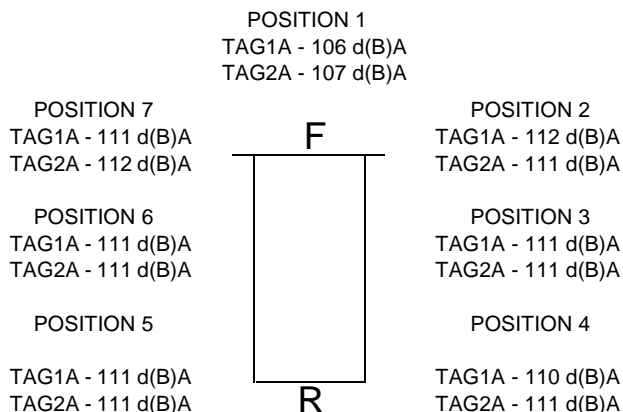 POSITION 1
TAG1A - 106 d(B)A
TAG2A - 107 d(B)A
POSITION 7
TAG1A - 111 d(B)A
TAG2A - 112 d(B)A
F
POSITION 2
TAG1A - 112 d(B)A
TAG2A - 111 d(B)A
POSITION 6
TAG1A - 111 d(B)A
TAG2A - 111 d(B)A
POSITION 3
TAG1A - 111 d(B)A
TAG2A - 111 d(B)A
POSITION 5
TAG1A - 111 d(B)A
TAG2A - 111 d(B)A
R
POSITION 4
TAG1A - 110 d(B)A
TAG2A - 111 d(B)A